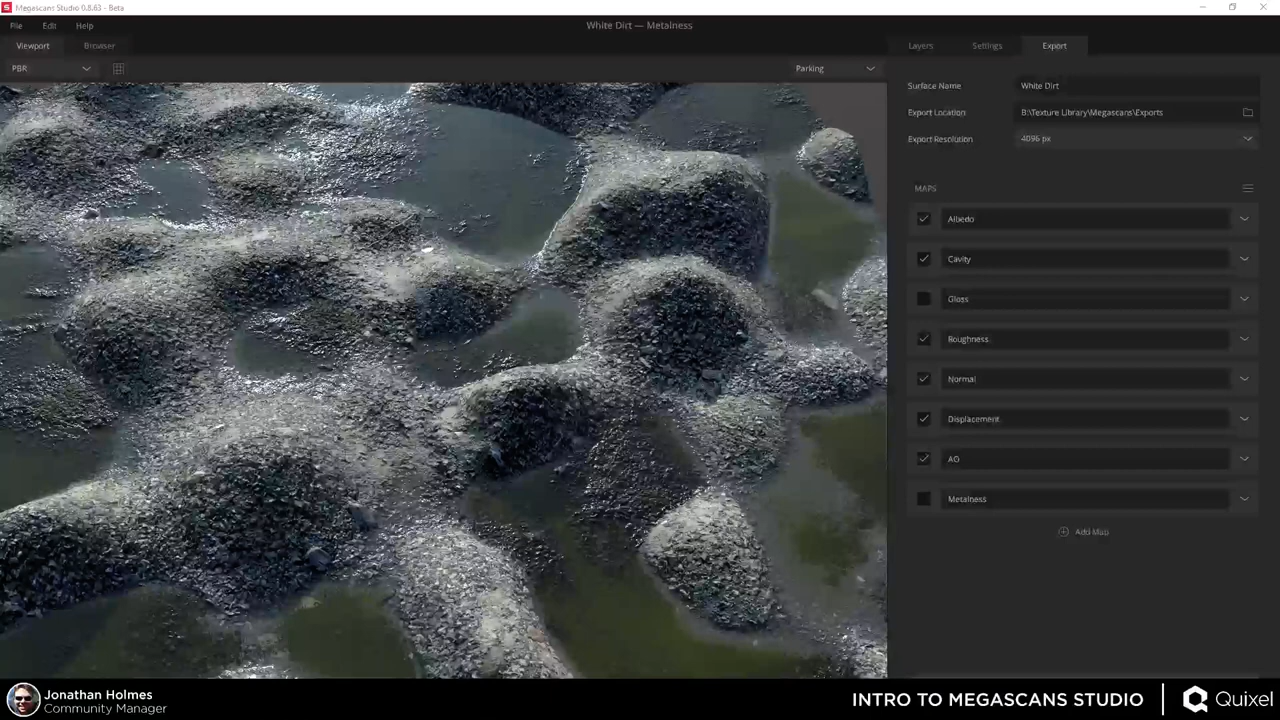 Megascans Studio 0.8.63 - Beta
File Edit Help
White Dirt — Metalness
Viewport Browser
Layers Settings Export
PBR
Parking
Surface Name White Dirt
Export Location B:\Texture Library\Megascans\Exports
Export Resolution 4096 px
MAPS
Albedo
Cavity
Gloss
Roughness
Normal
Displacement
AO
Metalness
Add Map
Jonathan Holmes
Community Manager
INTRO TO MEGASCANS STUDIO
Quixel